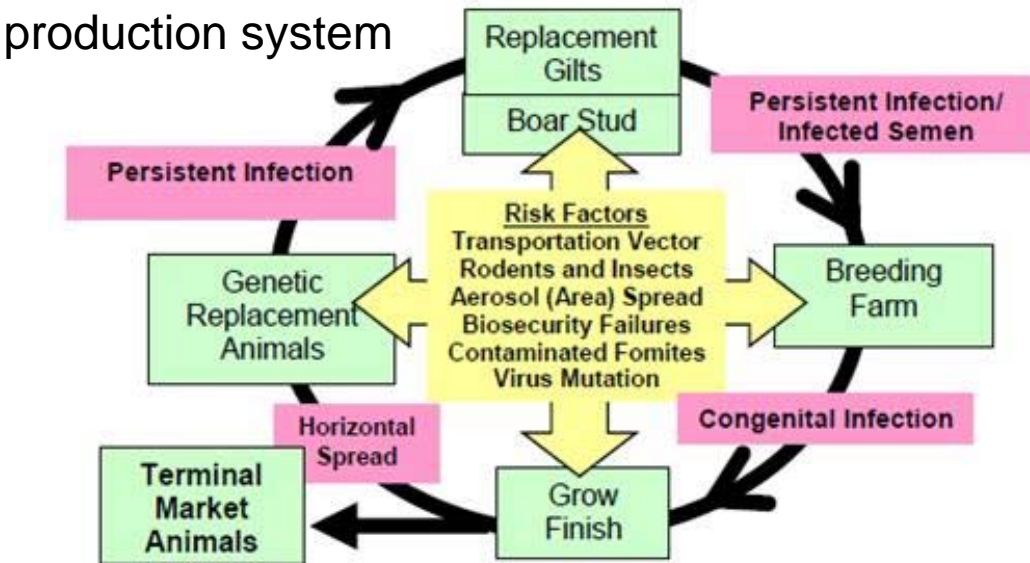 production system
Replacement
Gilts
Boar Stud
Persistent Infection/
Infected Semen
Persistent Infection
Risk Factors
Transportation Vector
Rodents and Insects
Aerosol (Area) Spread
Biosecurity Failures
Contaminated Fomites
Virus Mutation
Genetic
Replacement
Animals
Breeding
Farm
Horizontal
Spread
Congenital Infection
Terminal
Market
Animals
Grow
Finish